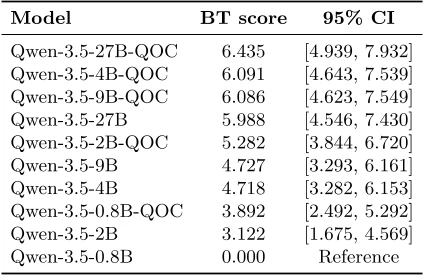 Model BT score 95% CI
Qwen-3.5-27B-QOC 6.435 [4.939, 7.932]
Qwen-3.5-4B-QOC 6.091 [4.643, 7.539]
Qwen-3.5-9B-QOC 6.086 [4.623, 7.549]
Qwen-3.5-27B 5.988 [4.546, 7.430]
Qwen-3.5-2B-QOC 5.282 [3.844, 6.720]
Qwen-3.5-9B 4.727 [3.293, 6.161]
Qwen-3.5-4B 4.718 [3.282, 6.153]
Qwen-3.5-0.8B-QOC 3.892 [2.492, 5.292]
Qwen-3.5-2B 3.122 [1.675, 4.569]
Qwen-3.5-0.8B 0.000 Reference